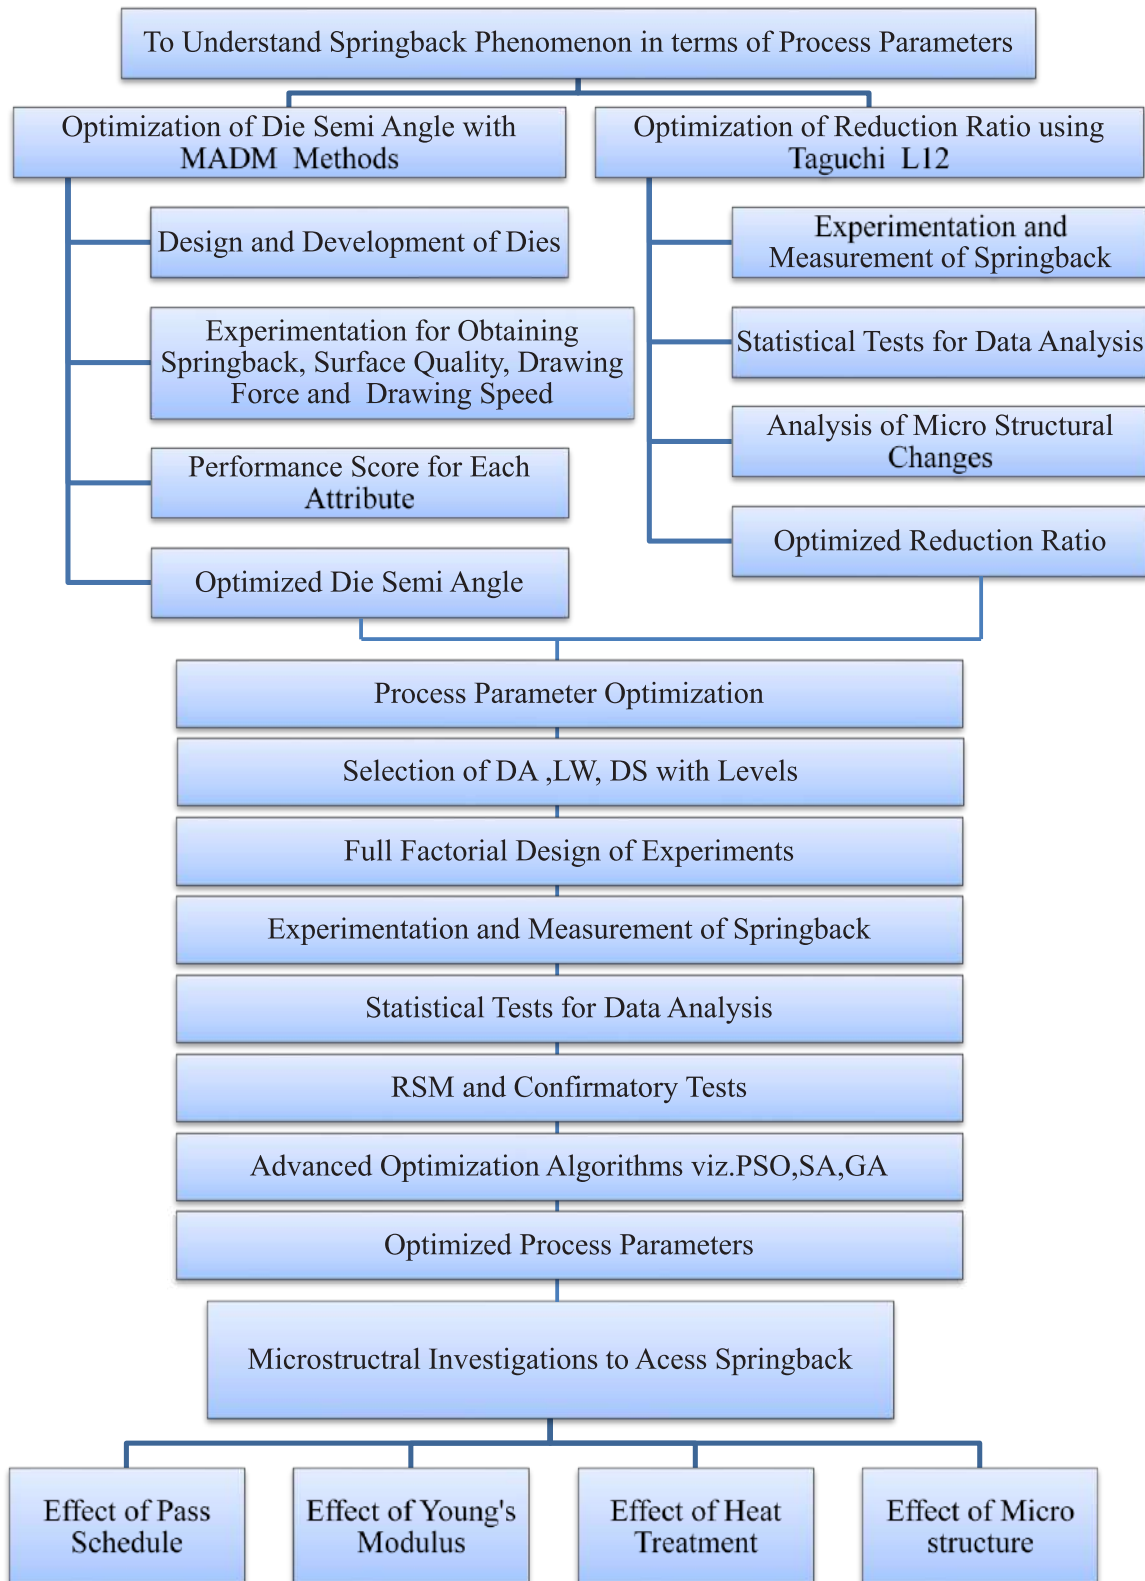 To Understand Springback Phenomenon in terms of Process Parameters
Optimization of Die Semi Angle with
MADM Methods
Design and Development of Dies
Experimentation for Obtaining
Springback, Surface Quality, Drawing
Force and Drawing Speed
Performance Score for Each
Attribute
Optimized Die Semi Angle
Optimization of Reduction Ratio using
Taguchi L12
Experimentation and
Measurement of Springback
Statistical Tests for Data Analysis
Analysis of Micro Structural
Changes
Optimized Reduction Ratio
Process Parameter Optimization
Selection of DA ,LW, DS with Levels
Full Factorial Design of Experiments
Experimentation and Measurement of Springback
Statistical Tests for Data Analysis
RSM and Confirmatory Tests
Advanced Optimization Algorithms viz.PSO,SA,GA
Optimized Process Parameters
Microstructral Investigations to Acess Springback
Effect of Pass
Schedule
Effect of Young's
Modulus
Effect of Heat
Treatment
Effect of Micro
structure